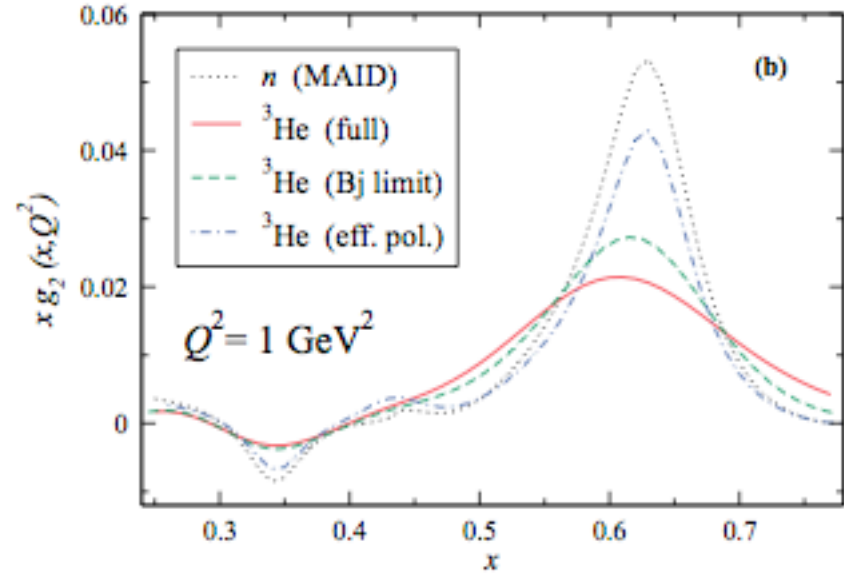 0.06
0.04
0.02
0
x g₂ (x,Q²)
(b)
n (MAID)
³He (full)
³He (Bj limit)
³He (eff. pol.)
Q² = 1 GeV²
0.3 0.4 0.5 0.6 0.7
x